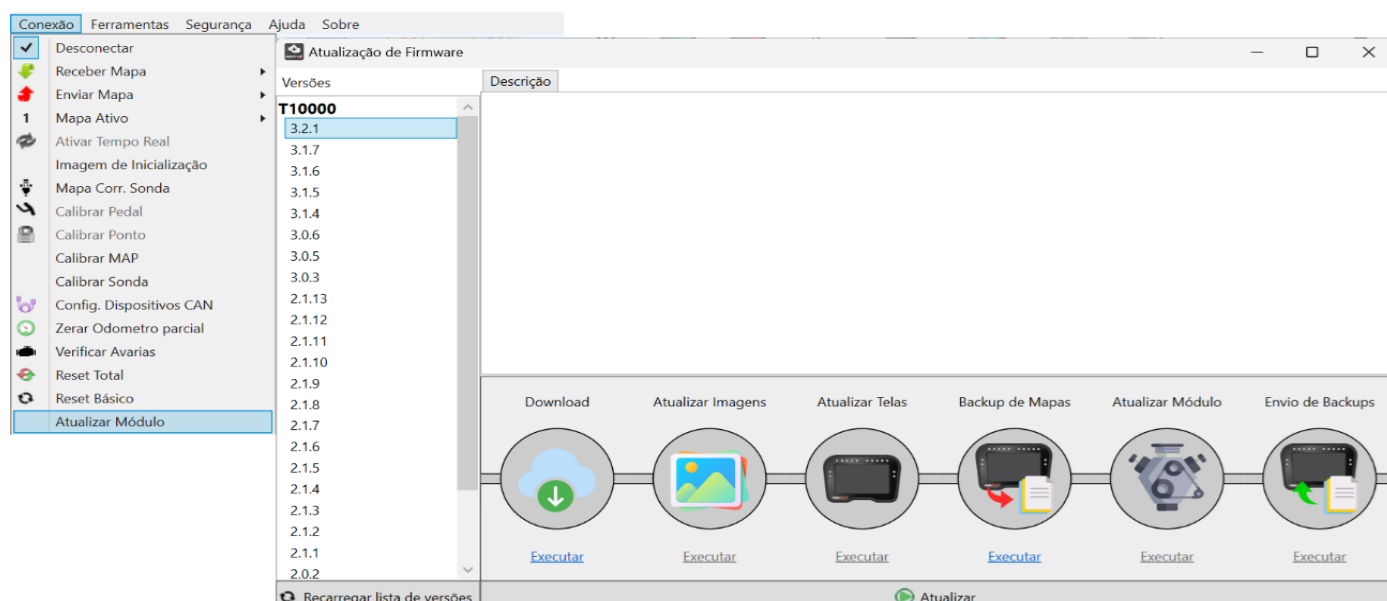 Conexão Ferramentas Segurança Ajuda Sobre
Desconectar
Receber Mapa
Enviar Mapa
1 Mapa Ativo
Ativar Tempo Real
Imagem de Inicialização
Mapa Corr. Sonda
Calibrar Pedal
Calibrar Ponto
Calibrar MAP
Calibrar Sonda
Config. Dispositivos CAN
Zerar Odometro parcial
Verificar Avarias
Reset Total
Reset Básico
Atualizar Módulo
Atualização de Firmware
Versões
T10000
3.2.1
3.1.7
3.1.6
3.1.5
3.1.4
3.0.6
3.0.5
3.0.3
2.1.13
2.1.12
2.1.11
2.1.10
2.1.9
2.1.8
2.1.7
2.1.6
2.1.5
2.1.4
2.1.3
2.1.2
2.1.1
2.0.2
Recarregar lista de versões
Descrição
Download Atualizar Imagens Atualizar Telas Backup de Mapas Atualizar Módulo Envio de Backups
Executar Executar Executar Executar Executar Executar
Atualizar